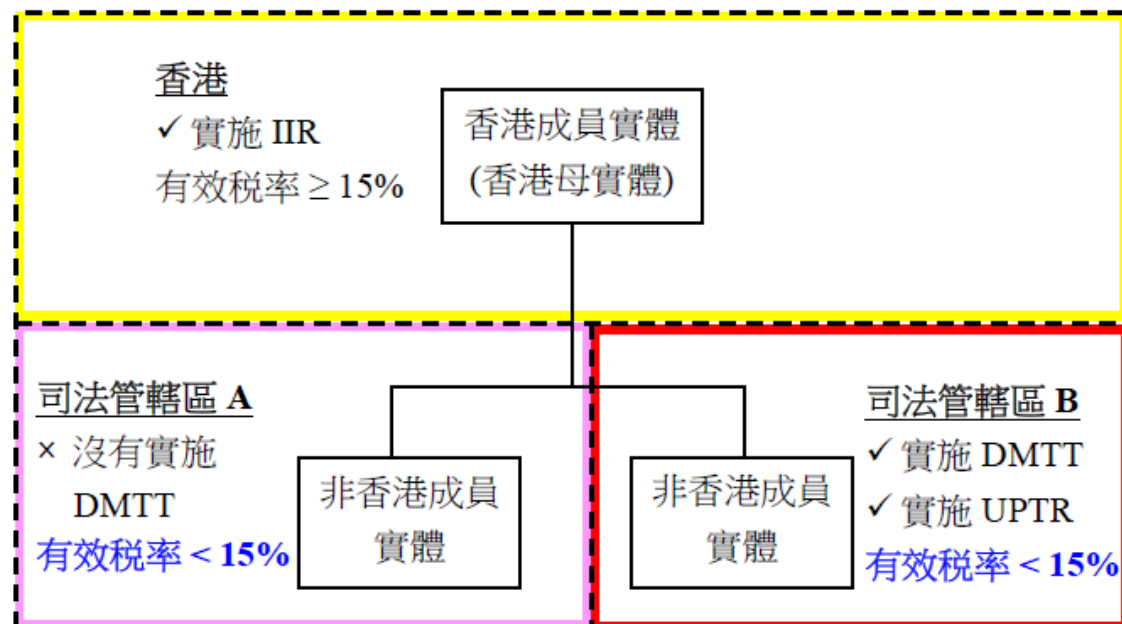 香港
✓ 實施 IIR
有效税率 ≥ 15%
香港成員實體
(香港母實體)
司法管轄區 A
× 沒有實施
DMTT
有效税率 < 15%
非香港成員
實體
非香港成員
實體
司法管轄區 B
✓ 實施 DMTT
✓ 實施 UPTR
有效税率 < 15%